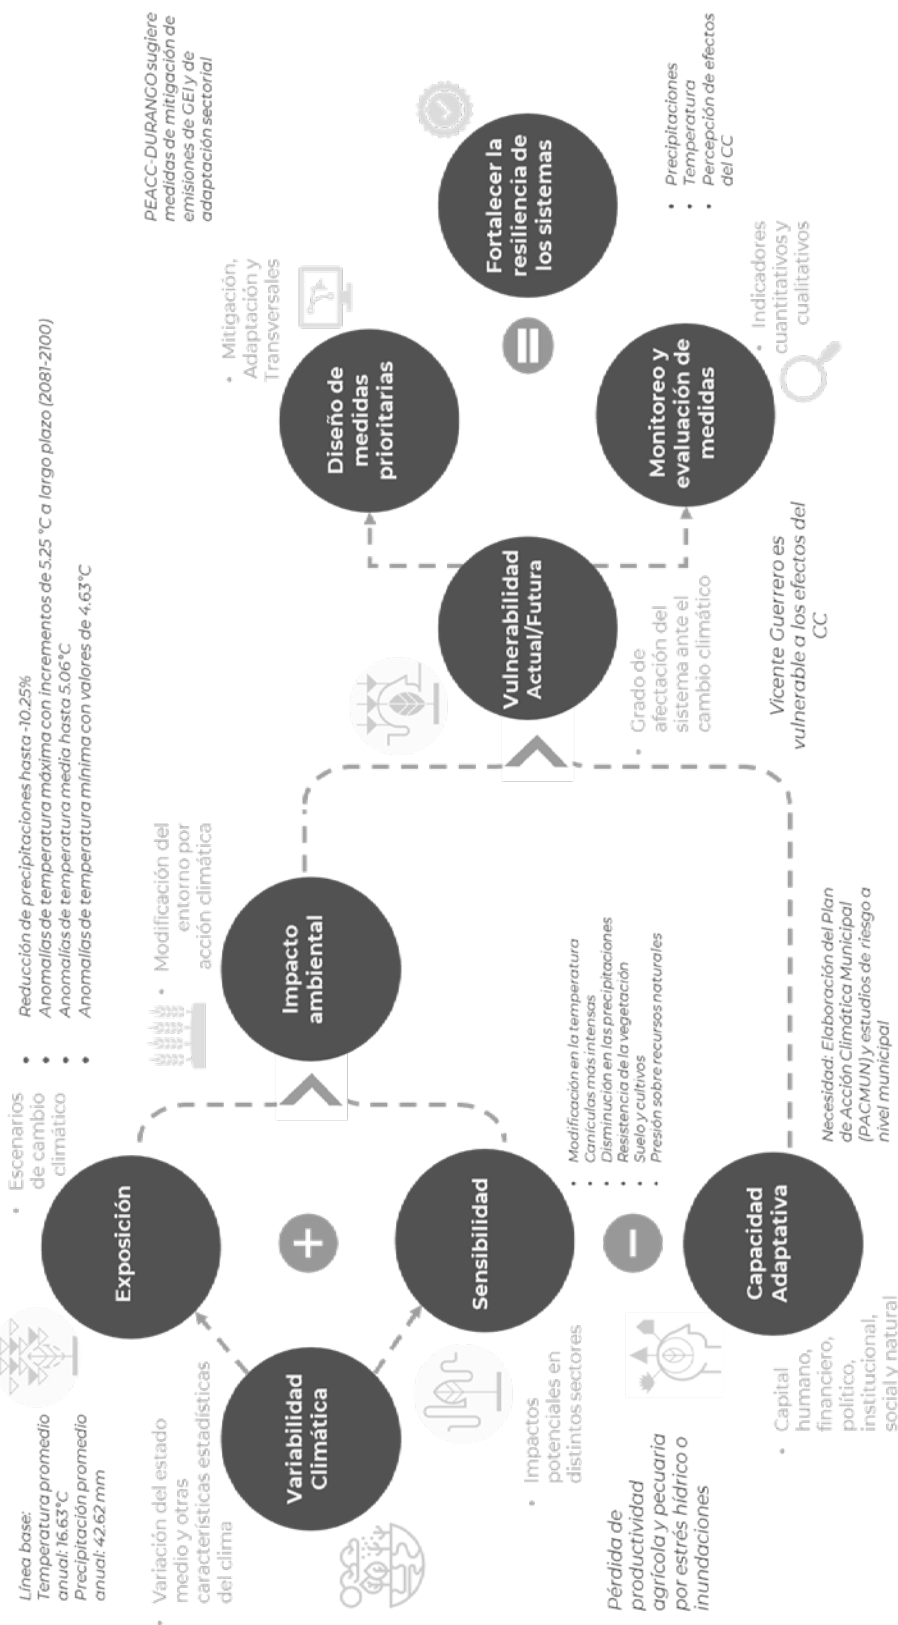 Línea base:
Temperatura promedio
anual: 16.63°C
Precipitación promedio
anual: 42.62 mm
• Variación del estado
medio y otras
características estadísticas
del clima
Variabilidad
Climática
• Escenarios
de cambio
climático
Exposición
• Reducción de precipitaciones hasta -10.25%
• Anomalías de temperatura máxima con incrementos de 5.25 °C a largo plazo (2081-2100)
• Anomalías de temperatura media hasta 5.06°C
• Anomalías de temperatura mínima con valores de 4.63°C
+
Sensibilidad
• Impactos
potenciales en
distintos sectores
Pérdida de
productividad
agrícola y pecuaria
por estrés hídrico o
inundaciones
• Modificación en la temperatura
• Canículas más intensas
• Disminución en las precipitaciones
• Resistencia de la vegetación
• Suelo y cultivos
• Presión sobre recursos naturales
−
Capacidad
Adaptativa
• Capital
humano,
financiero,
político,
institucional,
social y natural
Necesidad: Elaboración del Plan
de Acción Climática Municipal
(PACMUN) y estudios de riesgo a
nivel municipal
• Modificación del
entorno por
acción climática
Impacto
ambiental
Vulnerabilidad
Actual/Futura
• Grado de
afectación del
sistema ante el
cambio climático
Vicente Guerrero es
vulnerable a los efectos del
CC
• Mitigación,
Adaptación y
Transversales
Diseño de
medidas
prioritarias
PEACC-DURANGO sugiere
medidas de mitigación de
emisiones de GEI y de
adaptación sectorial
=
Monitoreo y
evaluación de
medidas
• Indicadores
cuantitativos y
cualitativos
• Precipitaciones
• Temperatura
• Percepción de efectos
del CC
Fortalecer la
resiliencia de
los sistemas